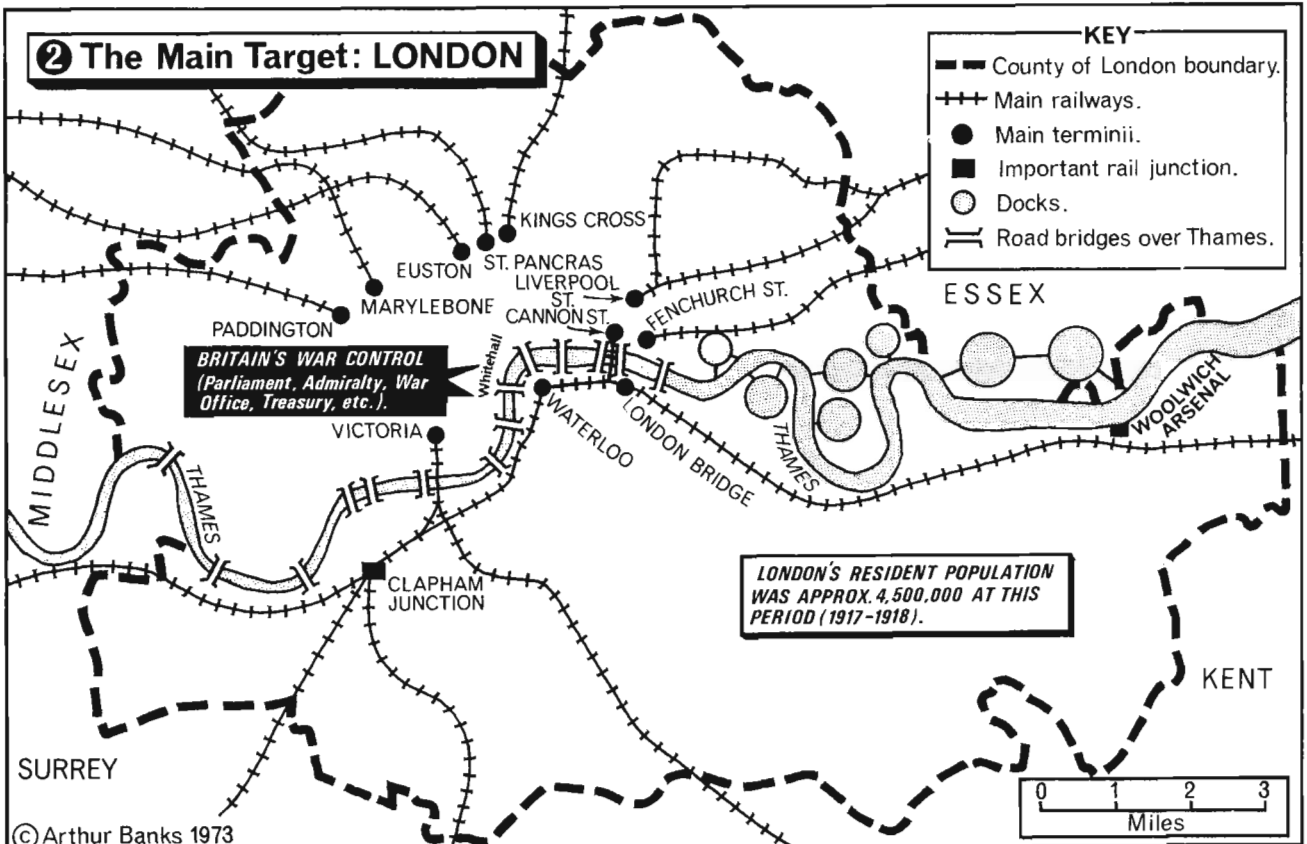 ❷ The Main Target: LONDON
KEY
County of London boundary.
Main railways.
Main terminii.
Important rail junction.
Docks.
Road bridges over Thames.
KINGS CROSS
EUSTON
ST. PANCRAS
LIVERPOOL
ST.
CANNON ST.
FENCHURCH ST.
MARYLEBONE
PADDINGTON
ESSEX
MIDDLESEX
BRITAIN'S WAR CONTROL
(Parliament, Admiralty, War
Office, Treasury, etc.).
Whitehall
VICTORIA
WATERLOO
LONDON BRIDGE
THAMES
WOOLWICH
ARSENAL
THAMES
CLAPHAM
JUNCTION
LONDON'S RESIDENT POPULATION
WAS APPROX. 4,500,000 AT THIS
PERIOD (1917-1918).
KENT
SURREY
0 1 2 3
Miles
© Arthur Banks 1973